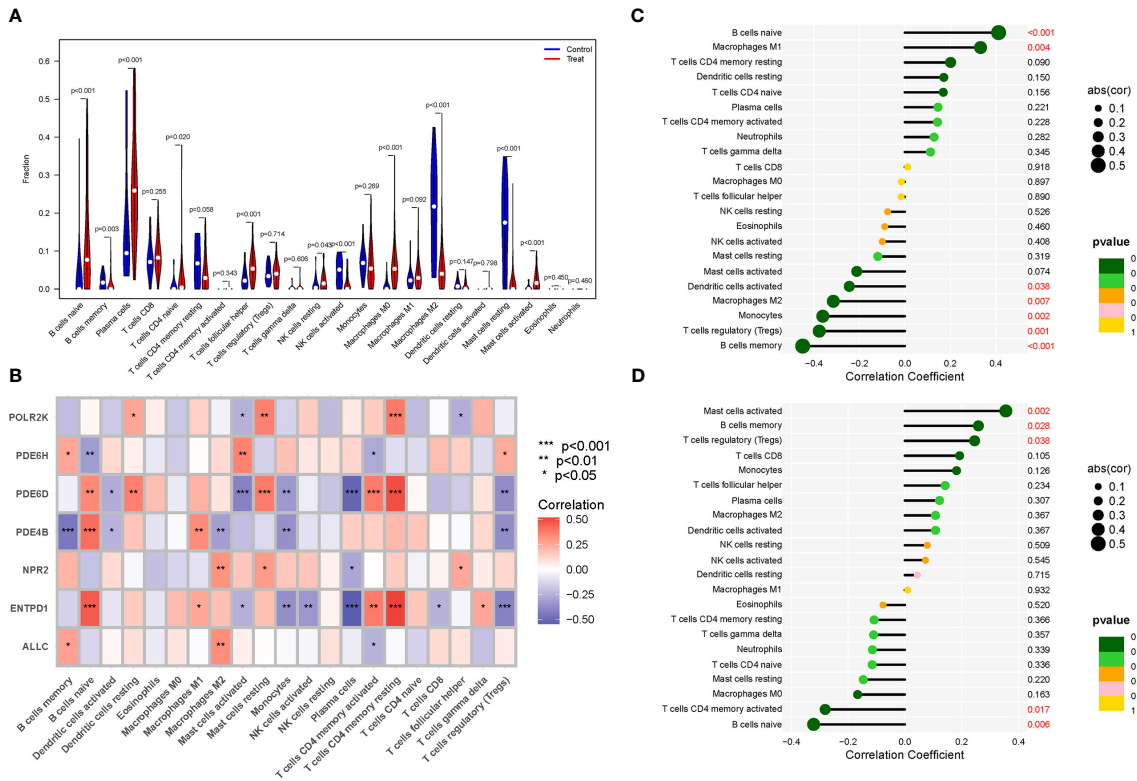 A
Control
Treat
Fraction
0.6
0.5
0.4
0.3
0.2
0.1
0.0
p<0.001
p=0.003
p<0.001
p=0.255
p=0.020
p=0.058
p=0.343
p<0.001
p=0.714
p=0.606
p=0.043
p<0.001
p=0.269
p<0.001
p=0.092
p<0.001
p=0.147
p=0.798
p<0.001
p<0.001
p=0.450
p=0.460
B cells naive
B cells memory
Plasma cells
T cells CD8
T cells CD4 naive
T cells CD4 memory resting
T cells CD4 memory activated
T cells follicular helper
T cells regulatory (Tregs)
T cells gamma delta
NK cells resting
NK cells activated
Monocytes
Macrophages M0
Macrophages M1
Macrophages M2
Dendritic cells resting
Dendritic cells activated
Mast cells resting
Mast cells activated
Eosinophils
Neutrophils
B
POLR2K * * ** *** *
PDE6H * ** ** * *
PDE6D ** * ** *** *** ** *** *** *** **
PDE4B *** *** * ** ** ** **
NPR2 ** * * *
ENTPD1 *** * * ** ** *** ** *** * * ***
ALLC * ** *
B cells memory
B cells naive
Dendritic cells activated
Dendritic cells resting
Eosinophils
Macrophages M0
Macrophages M1
Macrophages M2
Mast cells activated
Mast cells resting
Monocytes
NK cells activated
NK cells resting
Plasma cells
T cells CD4 memory activated
T cells CD4 memory resting
T cells CD4 naive
T cells CD8
T cells follicular helper
T cells gamma delta
T cells regulatory (Tregs)
*** p<0.001
** p<0.01
* p<0.05
Correlation
0.50
0.25
0.00
−0.25
−0.50
C
B cells naive <0.001
Macrophages M1 0.004
T cells CD4 memory resting 0.090
Dendritic cells resting 0.150
T cells CD4 naive 0.156
Plasma cells 0.221
T cells CD4 memory activated 0.228
Neutrophils 0.282
T cells gamma delta 0.345
T cells CD8 0.918
Macrophages M0 0.897
T cells follicular helper 0.890
NK cells resting 0.526
Eosinophils 0.460
NK cells activated 0.408
Mast cells resting 0.319
Mast cells activated 0.074
Dendritic cells activated 0.038
Macrophages M2 0.007
Monocytes 0.002
T cells regulatory (Tregs) 0.001
B cells memory <0.001
−0.4 −0.2 0.0 0.2 0.4
Correlation Coefficient
abs(cor)
0.1
0.2
0.3
0.4
0.5
pvalue
0
0
0
0
1
D
Mast cells activated 0.002
B cells memory 0.028
T cells regulatory (Tregs) 0.038
T cells CD8 0.105
Monocytes 0.126
T cells follicular helper 0.234
Plasma cells 0.307
Macrophages M2 0.367
Dendritic cells activated 0.367
NK cells resting 0.509
NK cells activated 0.545
Dendritic cells resting 0.715
Macrophages M1 0.932
Eosinophils 0.520
T cells CD4 memory resting 0.366
T cells gamma delta 0.357
Neutrophils 0.339
T cells CD4 naive 0.336
Mast cells resting 0.220
Macrophages M0 0.163
T cells CD4 memory activated 0.017
B cells naive 0.006
−0.4 −0.2 0.0 0.2 0.4
Correlation Coefficient
abs(cor)
0.1
0.2
0.3
0.4
0.5
pvalue
0
0
0
0
1